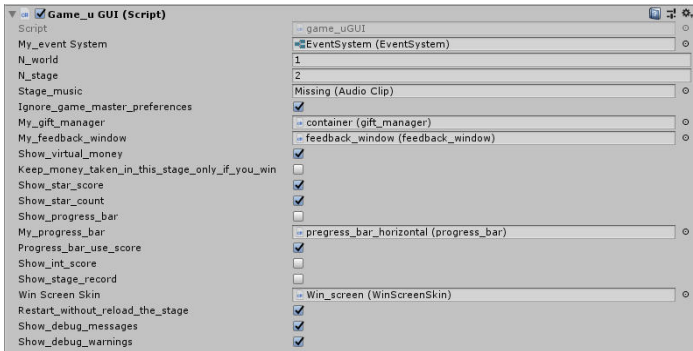 Game_u GUI (Script)
Script game_uGUI
My_event System EventSystem (EventSystem)
N_world 1
N_stage 2
Stage_music Missing (Audio Clip)
Ignore_game_master_preferences
My_gift_manager container (gift_manager)
My_feedback_window feedback_window (feedback_window)
Show_virtual_money
Keep_money_taken_in_this_stage_only_if_you_win
Show_star_score
Show_star_count
Show_progress_bar
My_progress_bar pregress_bar_horizontal (progress_bar)
Progress_bar_use_score
Show_int_score
Show_stage_record
Win Screen Skin Win_screen (WinScreenSkin)
Restart_without_reload_the_stage
Show_debug_messages
Show_debug_warnings